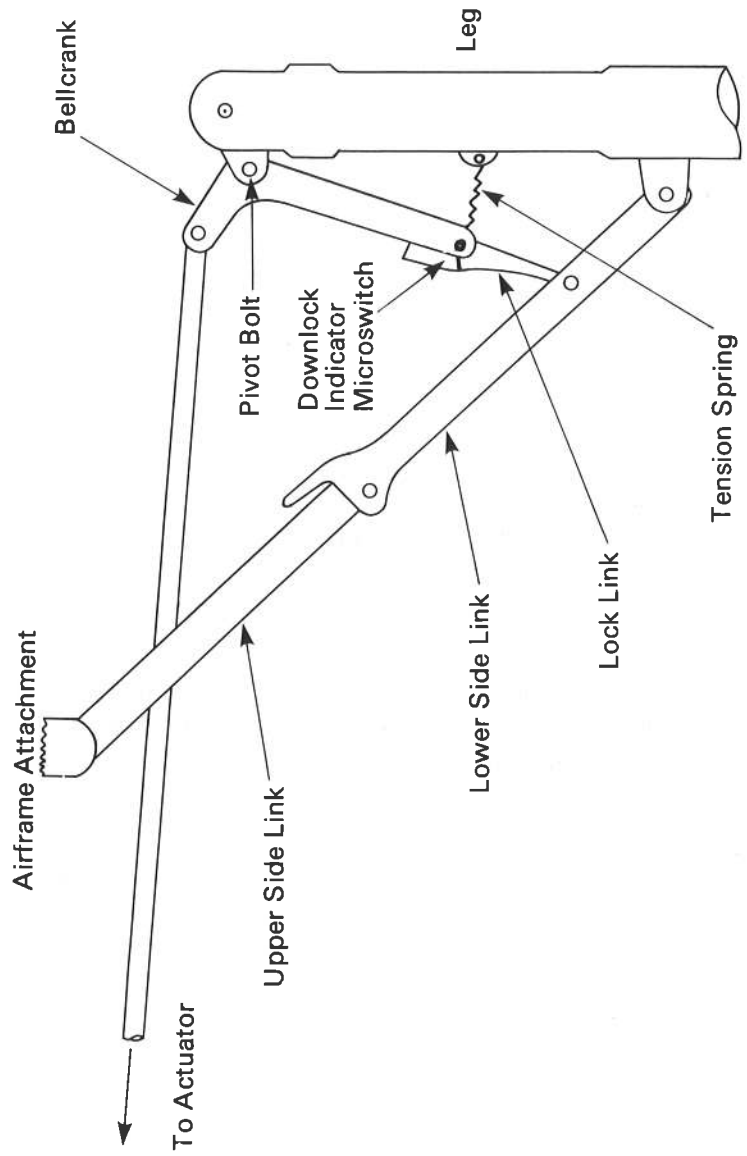 Airframe Attachment
Bellcrank
Leg
Pivot Bolt
Downlock
Indicator
Microswitch
To Actuator
Upper Side Link
Lower Side Link
Lock Link
Tension Spring